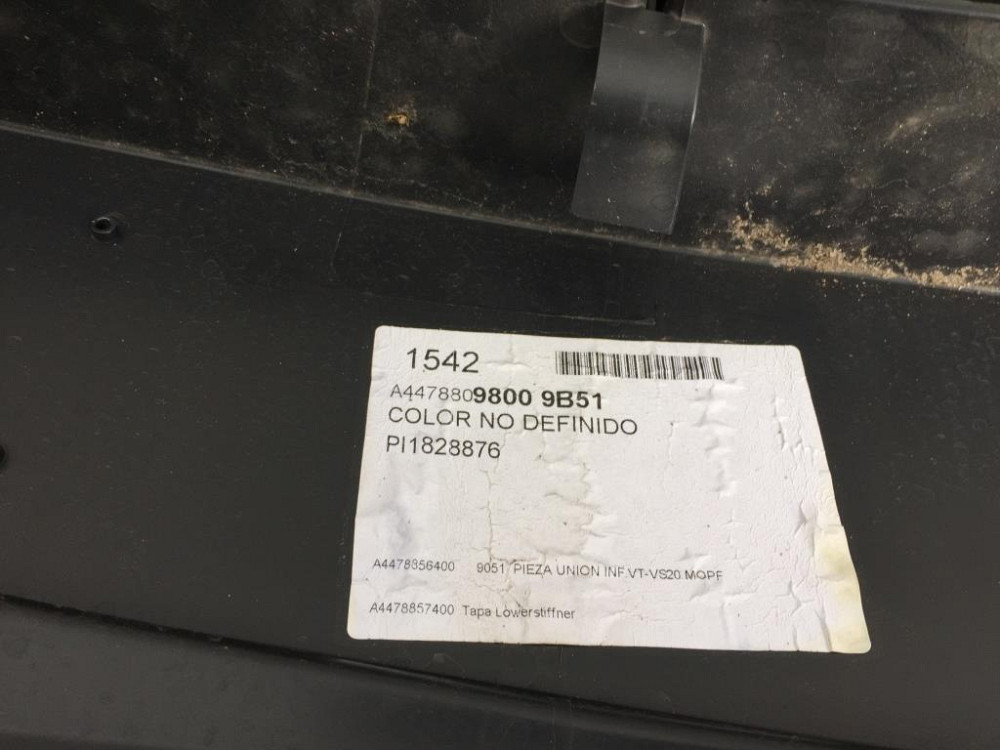 1542
A4478809800 9B51
COLOR NO DEFINIDO
PI1828876
A4478856400 9051 PIEZA UNION INF.VT-VS20 MOPF
A4478857400 Tapa Lowerstiffner